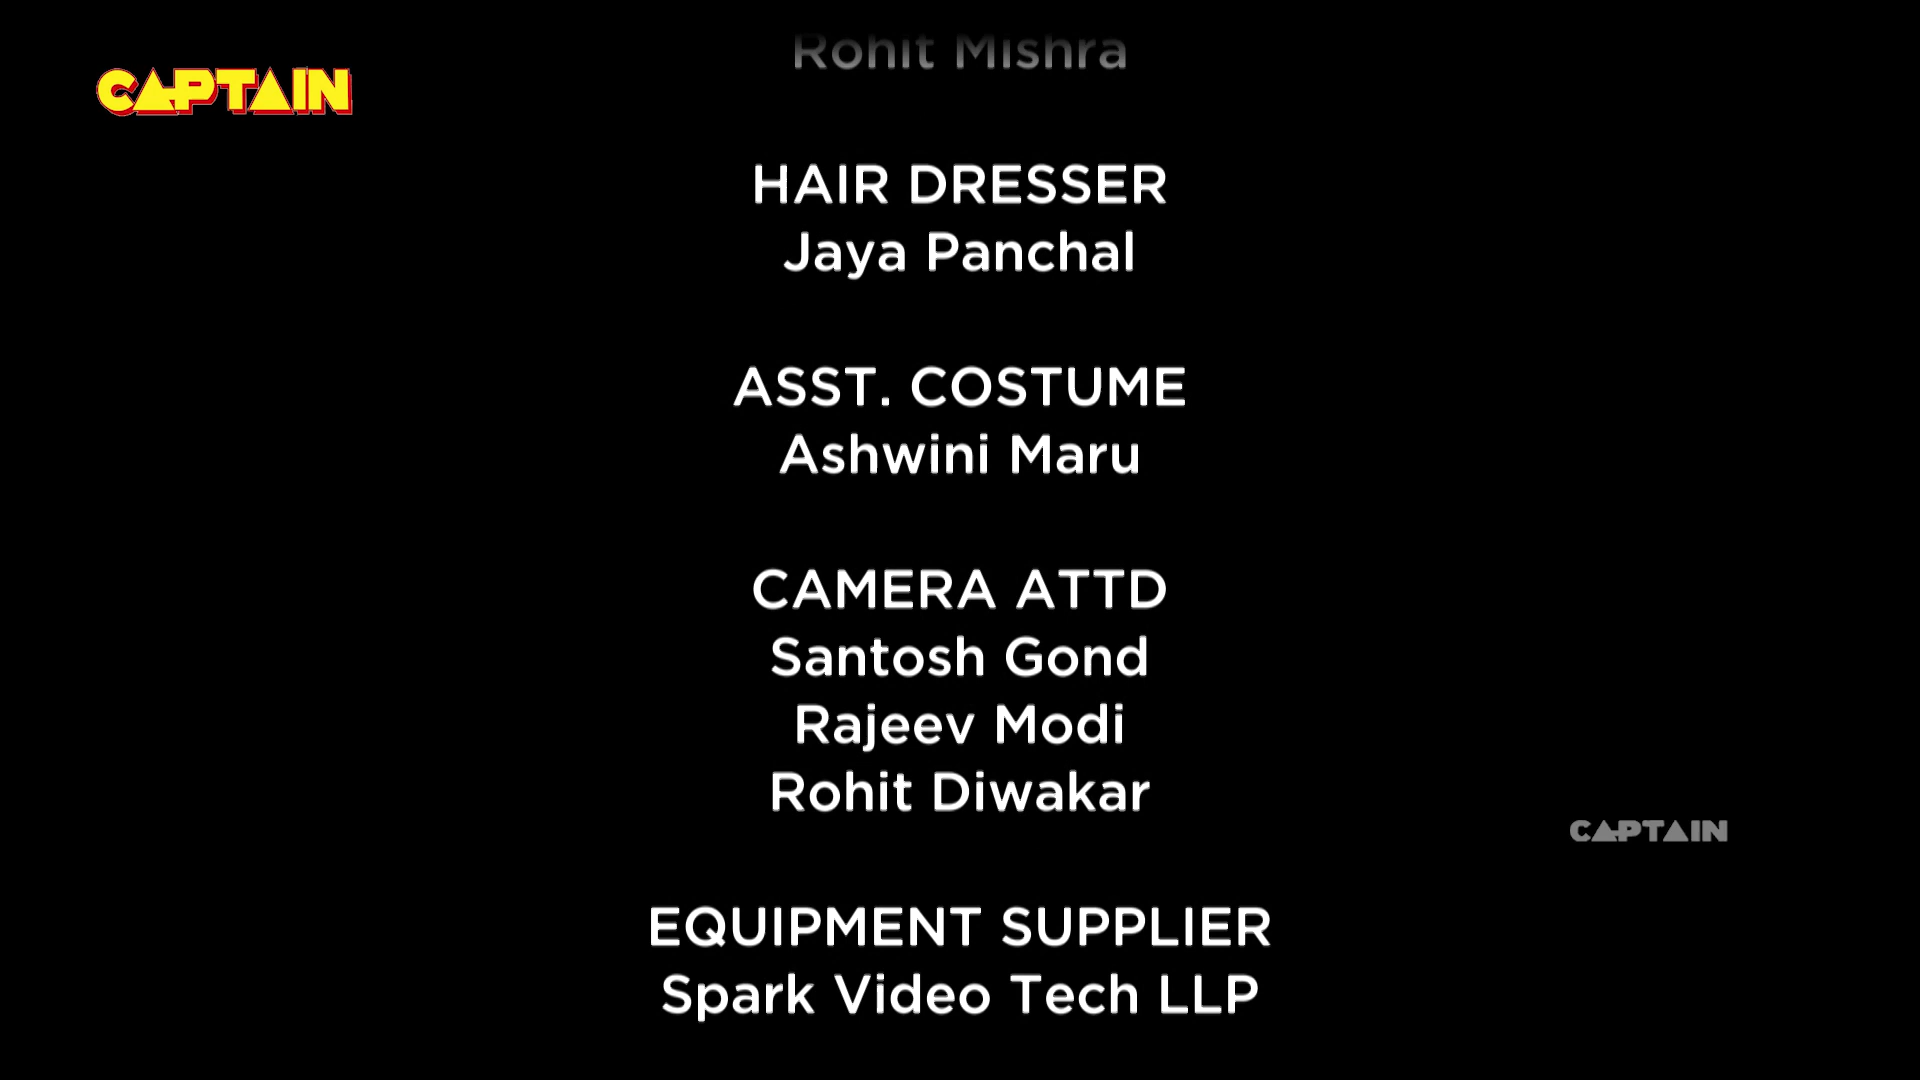 Rohit Mishra
CAPTAIN
HAIR DRESSER
Jaya Panchal
ASST. COSTUME
Ashwini Maru
CAMERA ATTD
Santosh Gond
Rajeev Modi
Rohit Diwakar
CAPTAIN
EQUIPMENT SUPPLIER
Spark Video Tech LLP